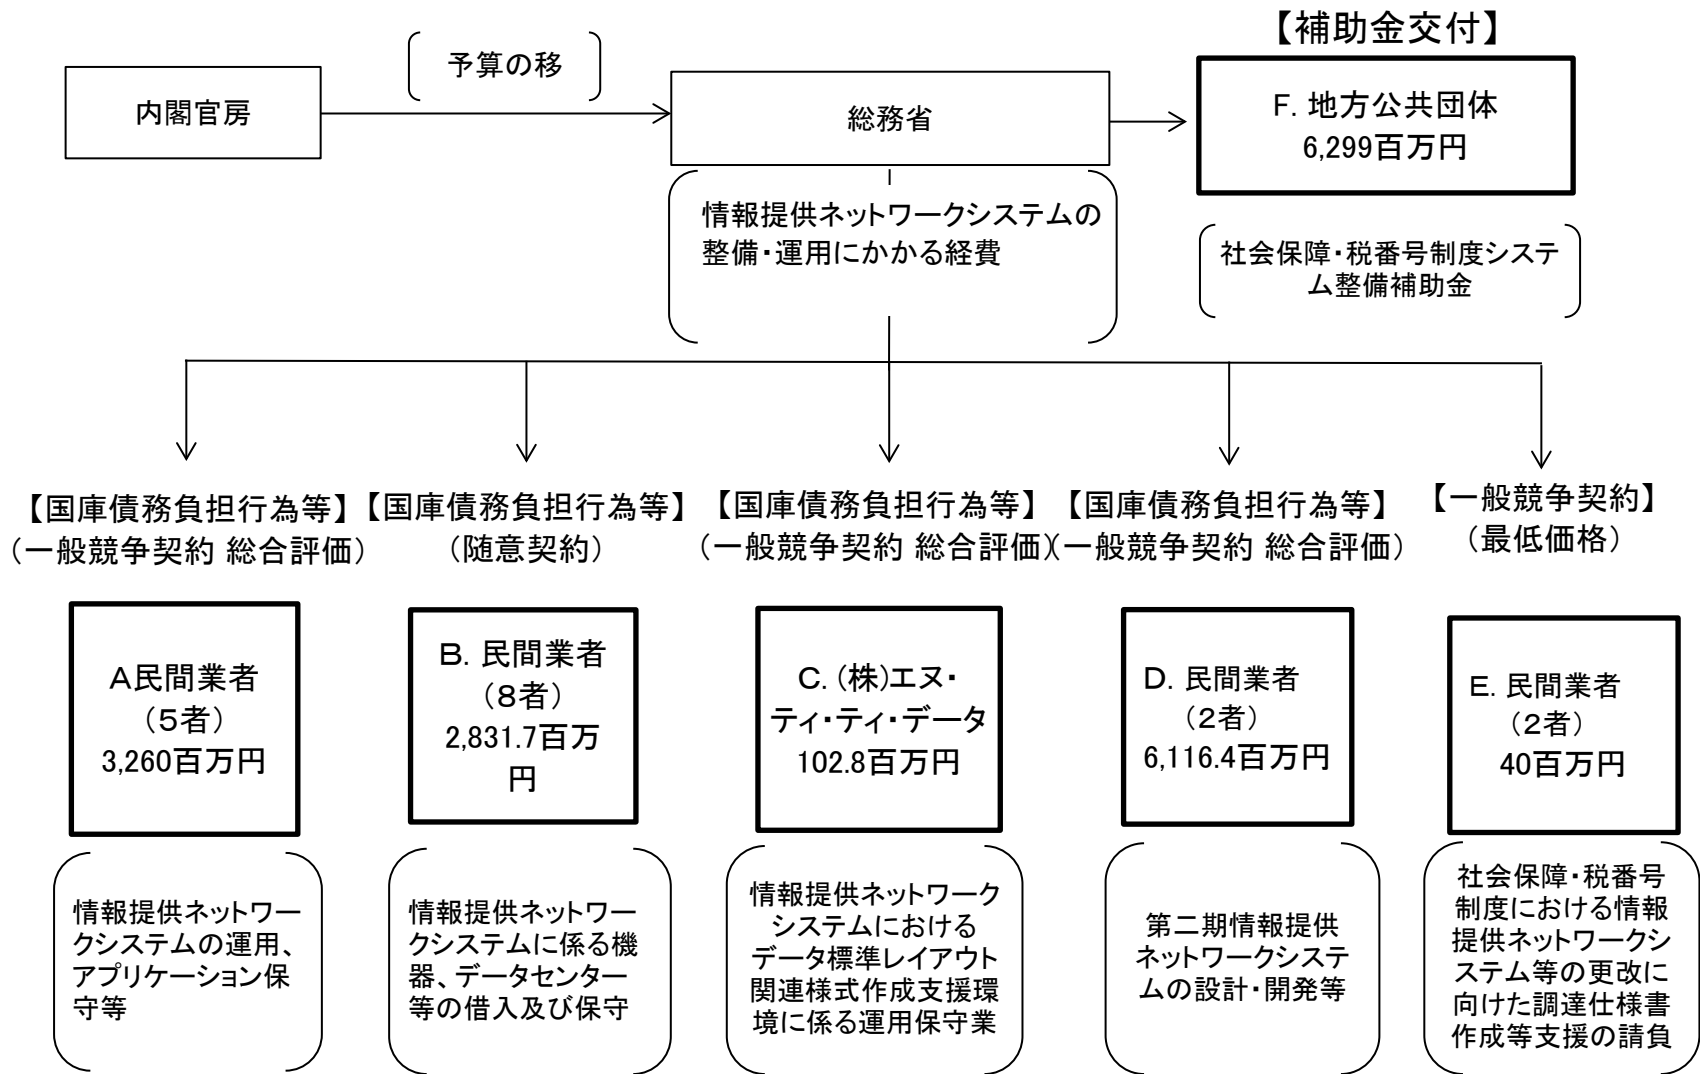 【補助金交付】
予算の移
内閣官房
総務省
F. 地方公共団体
6,299百万円
情報提供ネットワークシステムの
整備・運用にかかる経費
社会保障・税番号制度システ
ム整備補助金
【国庫債務負担行為等】
（一般競争契約 総合評価）
【国庫債務負担行為等】
（随意契約）
【国庫債務負担行為等】
（一般競争契約 総合評価）
【国庫債務負担行為等】
（一般競争契約 総合評価）
【一般競争契約】
（最低価格）
A民間業者
（5者）
3,260百万円
B. 民間業者
（8者）
2,831.7百万
円
C. （株）エヌ・
ティ・ティ・データ
102.8百万円
D. 民間業者
（2者）
6,116.4百万円
E. 民間業者
（2者）
40百万円
情報提供ネットワー
クシステムの運用、
アプリケーション保
守等
情報提供ネットワー
クシステムに係る機
器、データセンター
等の借入及び保守
情報提供ネットワーク
システムにおける
データ標準レイアウト
関連様式作成支援環
境に係る運用保守業
第二期情報提供
ネットワークシステ
ムの設計・開発等
社会保障・税番号
制度における情報
提供ネットワークシ
ステム等の更改に
向けた調達仕様書
作成等支援の請負